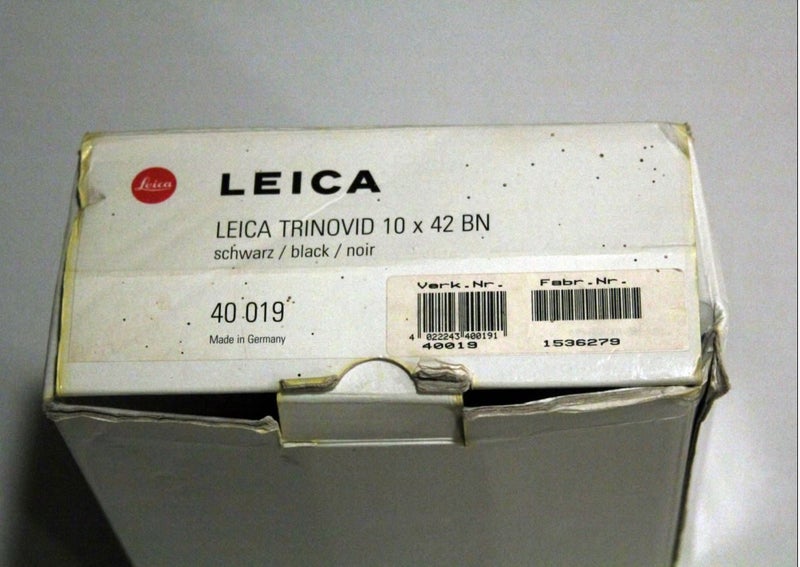 Leica
LEICA
LEICA TRINOVID 10 x 42 BN
schwarz / black / noir
40 019
Made in Germany
Verk.Nr.
4 022243 400191
40019
Fabr.Nr.
1536279